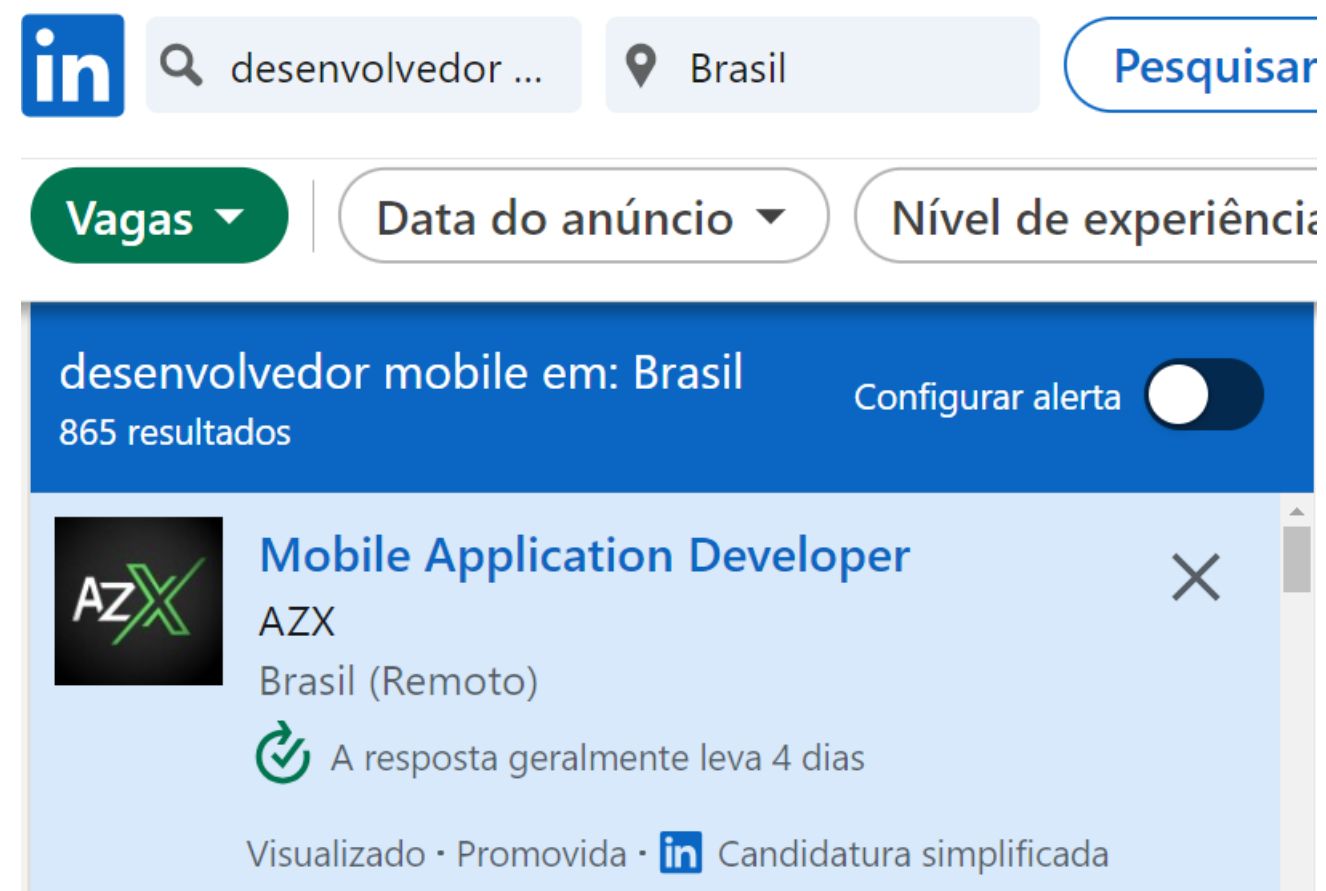 in desenvolvedor ... Brasil Pesquisar
Vagas Data do anúncio Nível de experiência
desenvolvedor mobile em: Brasil
Configurar alerta
865 resultados
AZX
Mobile Application Developer
AZX
Brasil (Remoto)
A resposta geralmente leva 4 dias
Visualizado · Promovida · in Candidatura simplificada